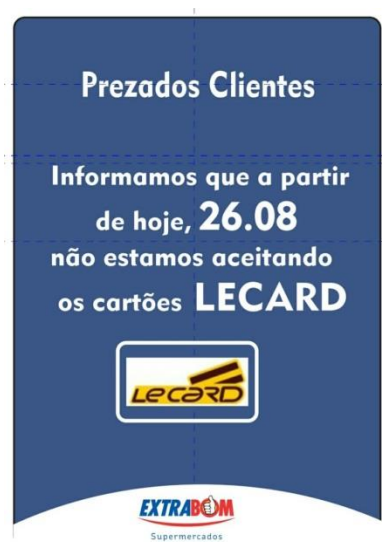 Prezados Clientes
Informamos que a partir
de hoje, 26.08
não estamos aceitando
os cartões LECARD
LeCARD
EXTRABOM
Supermercados